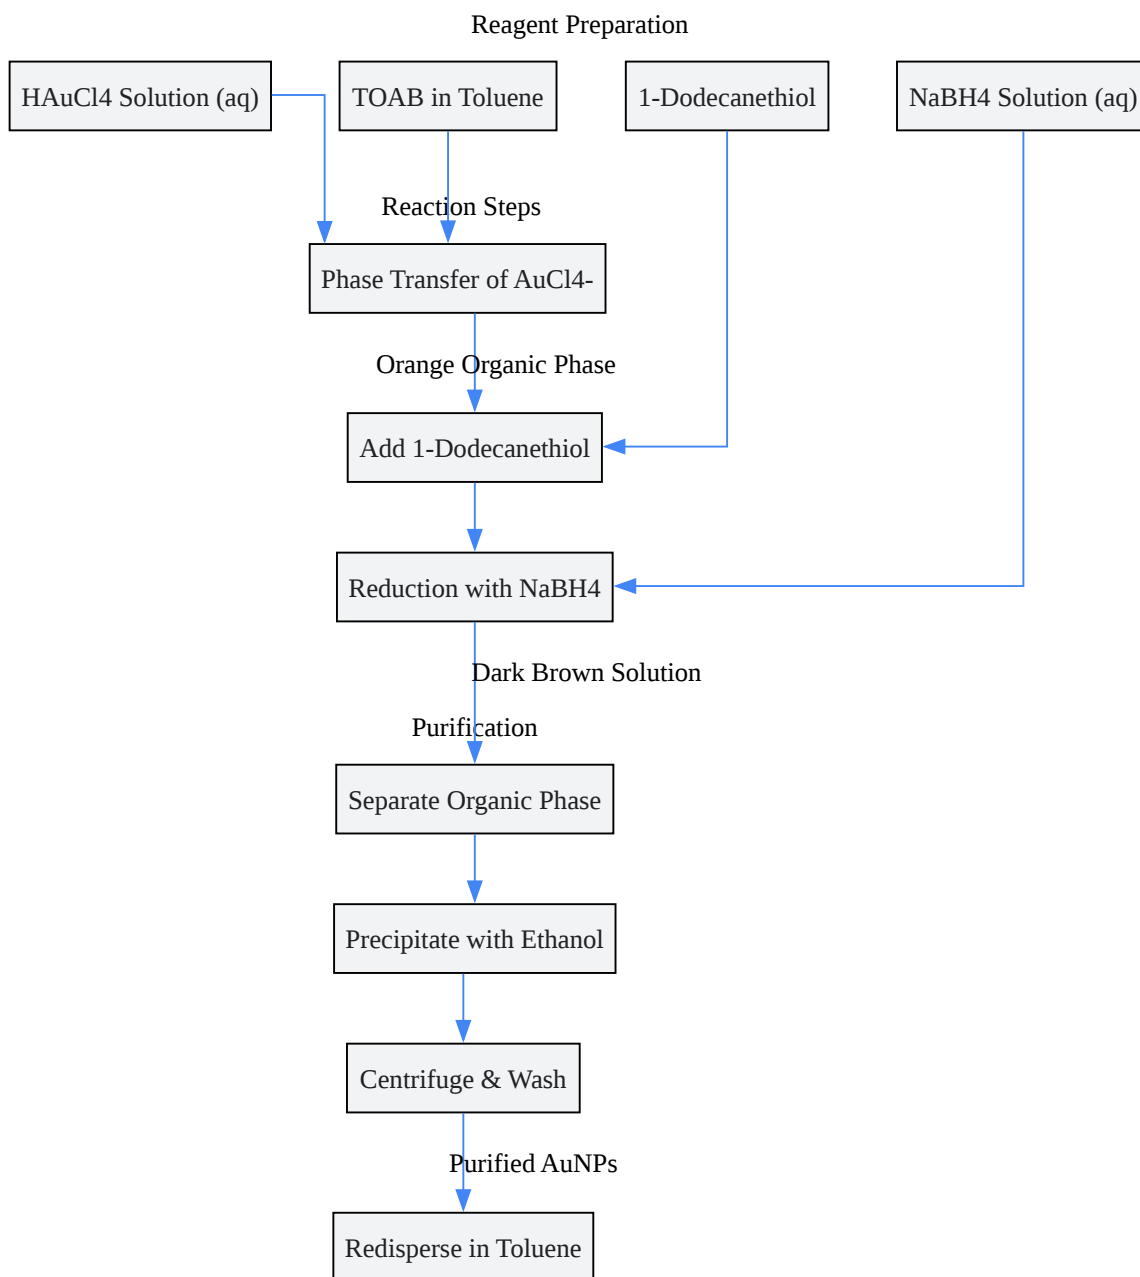 Reagent Preparation
HAuCl4 Solution (aq)
TOAB in Toluene
1-Dodecanethiol
NaBH4 Solution (aq)
Reaction Steps
Phase Transfer of AuCl4-
Orange Organic Phase
Add 1-Dodecanethiol
Reduction with NaBH4
Dark Brown Solution
Purification
Separate Organic Phase
Precipitate with Ethanol
Centrifuge & Wash
Purified AuNPs
Redisperse in Toluene